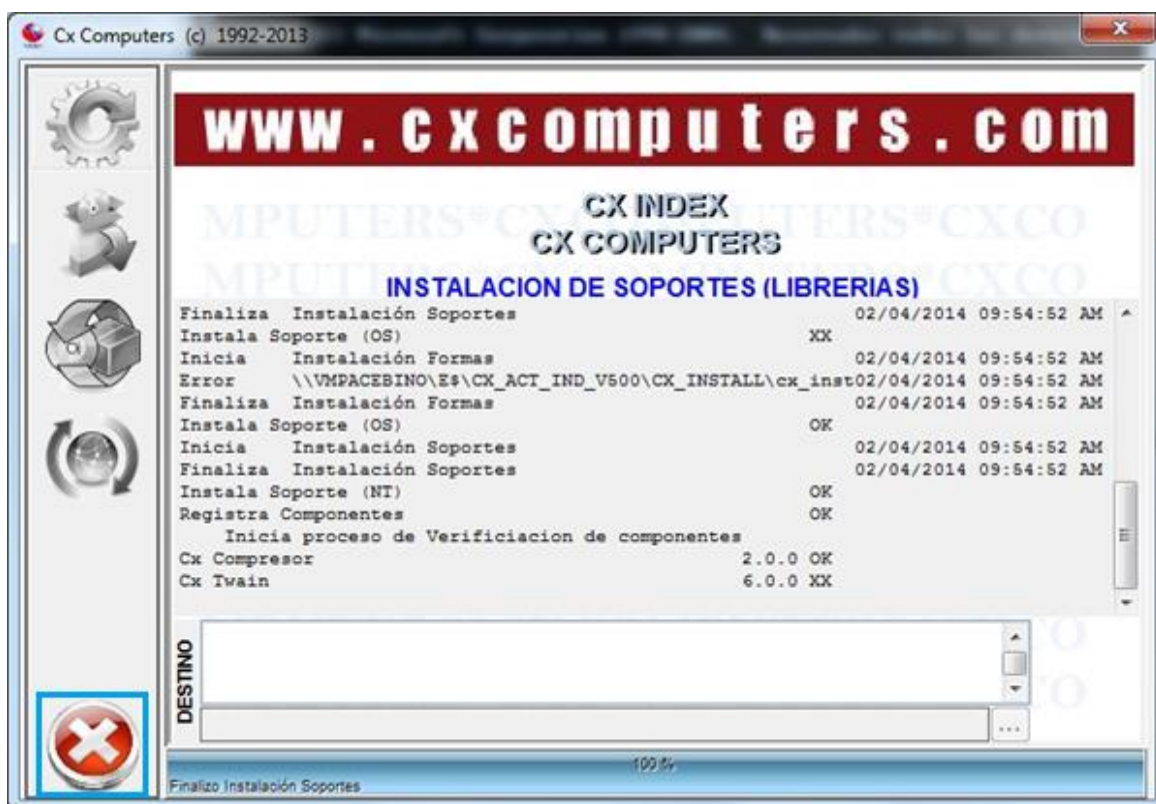 Cx Computers (c) 1992-2013
www.cxcomputers.com
CX INDEX
CX COMPUTERS
INSTALACION DE SOPORTES (LIBRERIAS)
Finaliza Instalación Soportes 02/04/2014 09:54:52 AM
Instala Soporte (OS) XX
Inicia Instalación Formas 02/04/2014 09:54:52 AM
Error \\VMPACEBINO\E$\CX_ACT_IND_V500\CX_INSTALL\cx_inst02/04/2014 09:54:52 AM
Finaliza Instalación Formas 02/04/2014 09:54:52 AM
Instala Soporte (OS) OK
Inicia Instalación Soportes 02/04/2014 09:54:52 AM
Finaliza Instalación Soportes 02/04/2014 09:54:52 AM
Instala Soporte (NT) OK
Registra Componentes OK
Inicia proceso de Verificiacion de componentes
Cx Compresor 2.0.0 OK
Cx Twain 6.0.0 XX
DESTINO
...
100 %
Finalizo Instalación Soportes